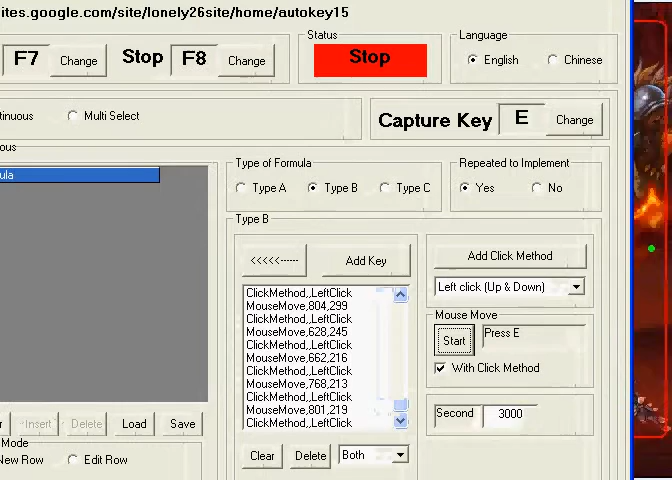 ites.google.com/site/lonely26site/home/autokey15
F7 Change Stop F8 Change
Status
Stop
Language
English Chinese
tinuous Multi Select
Capture Key E Change
ous
ula
Type of Formula
Type A Type B Type C
Repeated to Implement
Yes No
Type B
<<<<<------ Add Key
ClickMethod,,LeftClick
MouseMove,804,299
ClickMethod,,LeftClick
MouseMove,628,245
ClickMethod,,LeftClick
MouseMove,662,216
ClickMethod,,LeftClick
MouseMove,768,213
ClickMethod,,LeftClick
MouseMove,801,219
ClickMethod,,LeftClick
Add Click Method
Left click (Up & Down)
Mouse Move
Start Press E
With Click Method
Second 3000
r Insert Delete Load Save
Mode
New Row Edit Row
Clear Delete Both